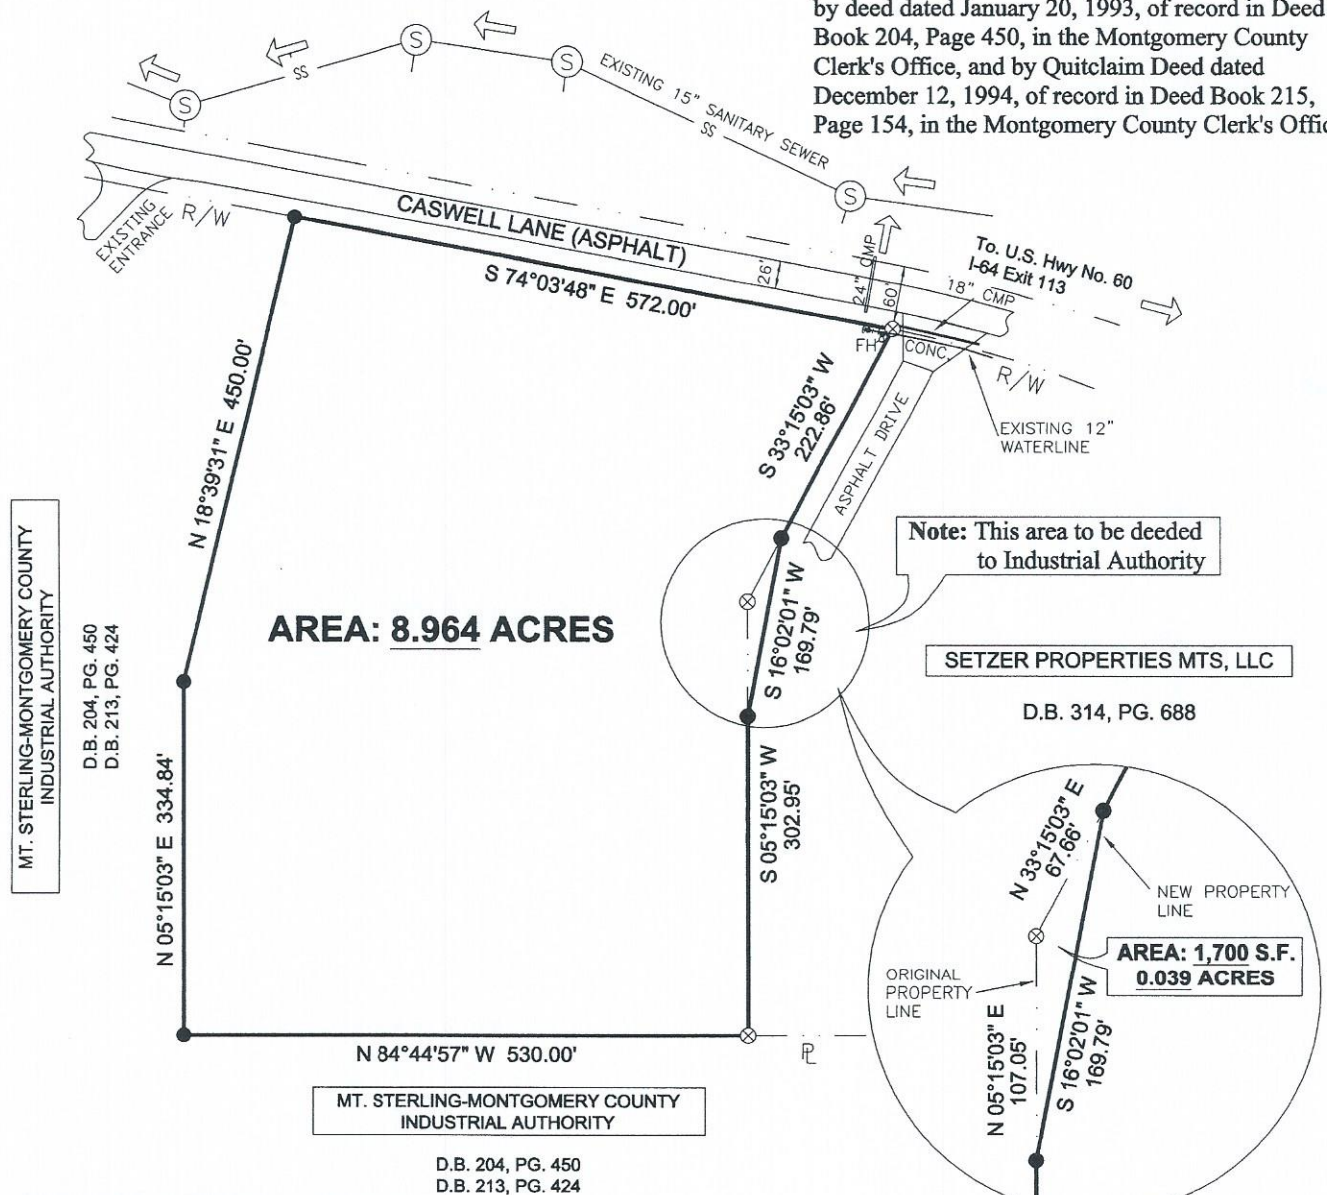 by deed dated January 20, 1993, of record in Deed
Book 204, Page 450, in the Montgomery County
Clerk's Office, and by Quitclaim Deed dated
December 12, 1994, of record in Deed Book 215,
Page 154, in the Montgomery County Clerk's Offic
S
S
S
S
SS
SS
EXISTING 15" SANITARY SEWER
EXISTING
ENTRANCE
R/W
CASWELL LANE (ASPHALT)
S 74°03'48" E 572.00'
26'
24" CMP
60'
To. U.S. Hwy No. 60
I-64 Exit 113
18" CMP
FH
CONC.
R/W
EXISTING 12"
WATERLINE
ASPHALT DRIVE
S 33°15'03" W
222.86'
N 18°39'31" E 450.00'
Note: This area to be deeded
to Industrial Authority
AREA: 8.964 ACRES
S 16°02'01" W
169.79'
SETZER PROPERTIES MTS, LLC
D.B. 314, PG. 688
MT. STERLING-MONTGOMERY COUNTY
INDUSTRIAL AUTHORITY
D.B. 204, PG. 450
D.B. 213, PG. 424
N 05°15'03" E 334.84'
S 05°15'03" W
302.95'
N 33°15'03" E
67.66'
NEW PROPERTY
LINE
AREA: 1,700 S.F.
0.039 ACRES
ORIGINAL
PROPERTY
LINE
N 05°15'03" E
107.05'
S 16°02'01" W
169.79'
N 84°44'57" W 530.00'
PL
MT. STERLING-MONTGOMERY COUNTY
INDUSTRIAL AUTHORITY
D.B. 204, PG. 450
D.B. 213, PG. 424